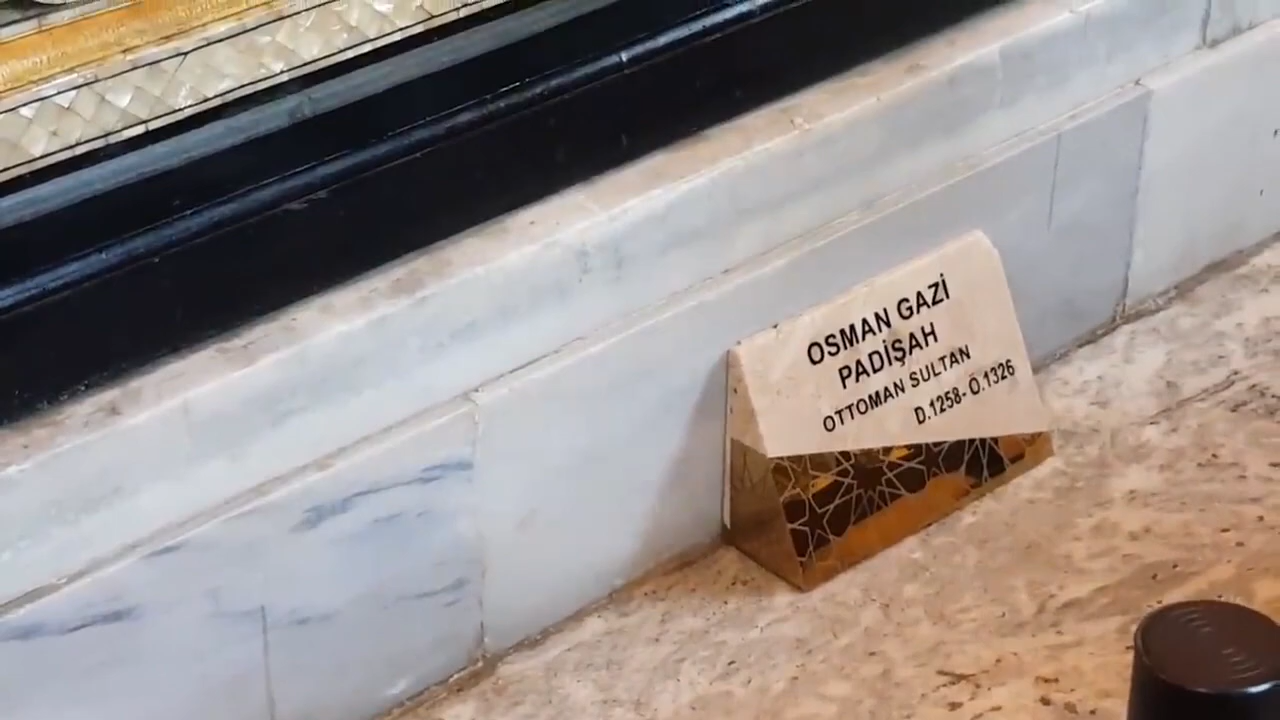 OSMAN GAZİ
PADİŞAH
OTTOMAN SULTAN
D.1258- Ö.1326